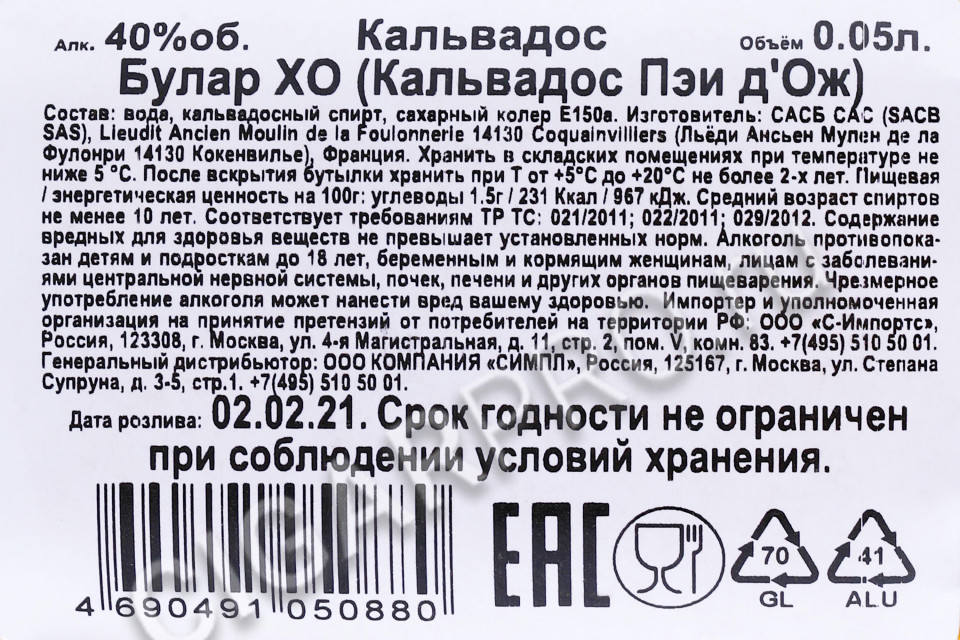 Алк. 40%об. Кальвадос Объём 0.05л.
Булар ХО (Кальвадос Пэи д'Ож)
Состав: вода, кальвадосный спирт, сахарный колер Е150а. Изготовитель: САСБ САС (SACB
SAS), Lieudit Ancien Moulin de la Foulonnerie 14130 Coquainvilliers (Льёди Ансьен Мулен де ла
Фулонри 14130 Кокенвилье), Франция. Хранить в складских помещениях при температуре не
ниже 5 °C. После вскрытия бутылки хранить при Т от +5°C до +20°C не более 2-х лет. Пищевая
/ энергетическая ценность на 100г: углеводы 1.5г / 231 Ккал / 967 кДж. Средний возраст спиртов
не менее 10 лет. Соответствует требованиям ТР ТС: 021/2011; 022/2011; 029/2012. Содержание
вредных для здоровья веществ не превышает установленных норм. Алкоголь противопока-
зан детям и подросткам до 18 лет, беременным и кормящим женщинам, лицам с заболевани-
ями центральной нервной системы, почек, печени и других органов пищеварения. Чрезмерное
употребление алкоголя может нанести вред вашему здоровью. Импортер и уполномоченная
организация на принятие претензий от потребителей на территории РФ: ООО «С-Импортс»,
Россия, 123308, г. Москва, ул. 4-я Магистральная, д. 11, стр. 2, пом. V, комн. 83. +7(495) 510 50 01.
Генеральный дистрибьютор: ООО КОМПАНИЯ «СИМПЛ», Россия, 125167, г. Москва, ул Степана
Супруна, д. 3-5, стр.1. +7(495) 510 50 01.
Дата розлива: 02.02.21. Срок годности не ограничен
при соблюдении условий хранения.
EAC
70 41
GL ALU
4 690491 050880
CIGARPRO.ru